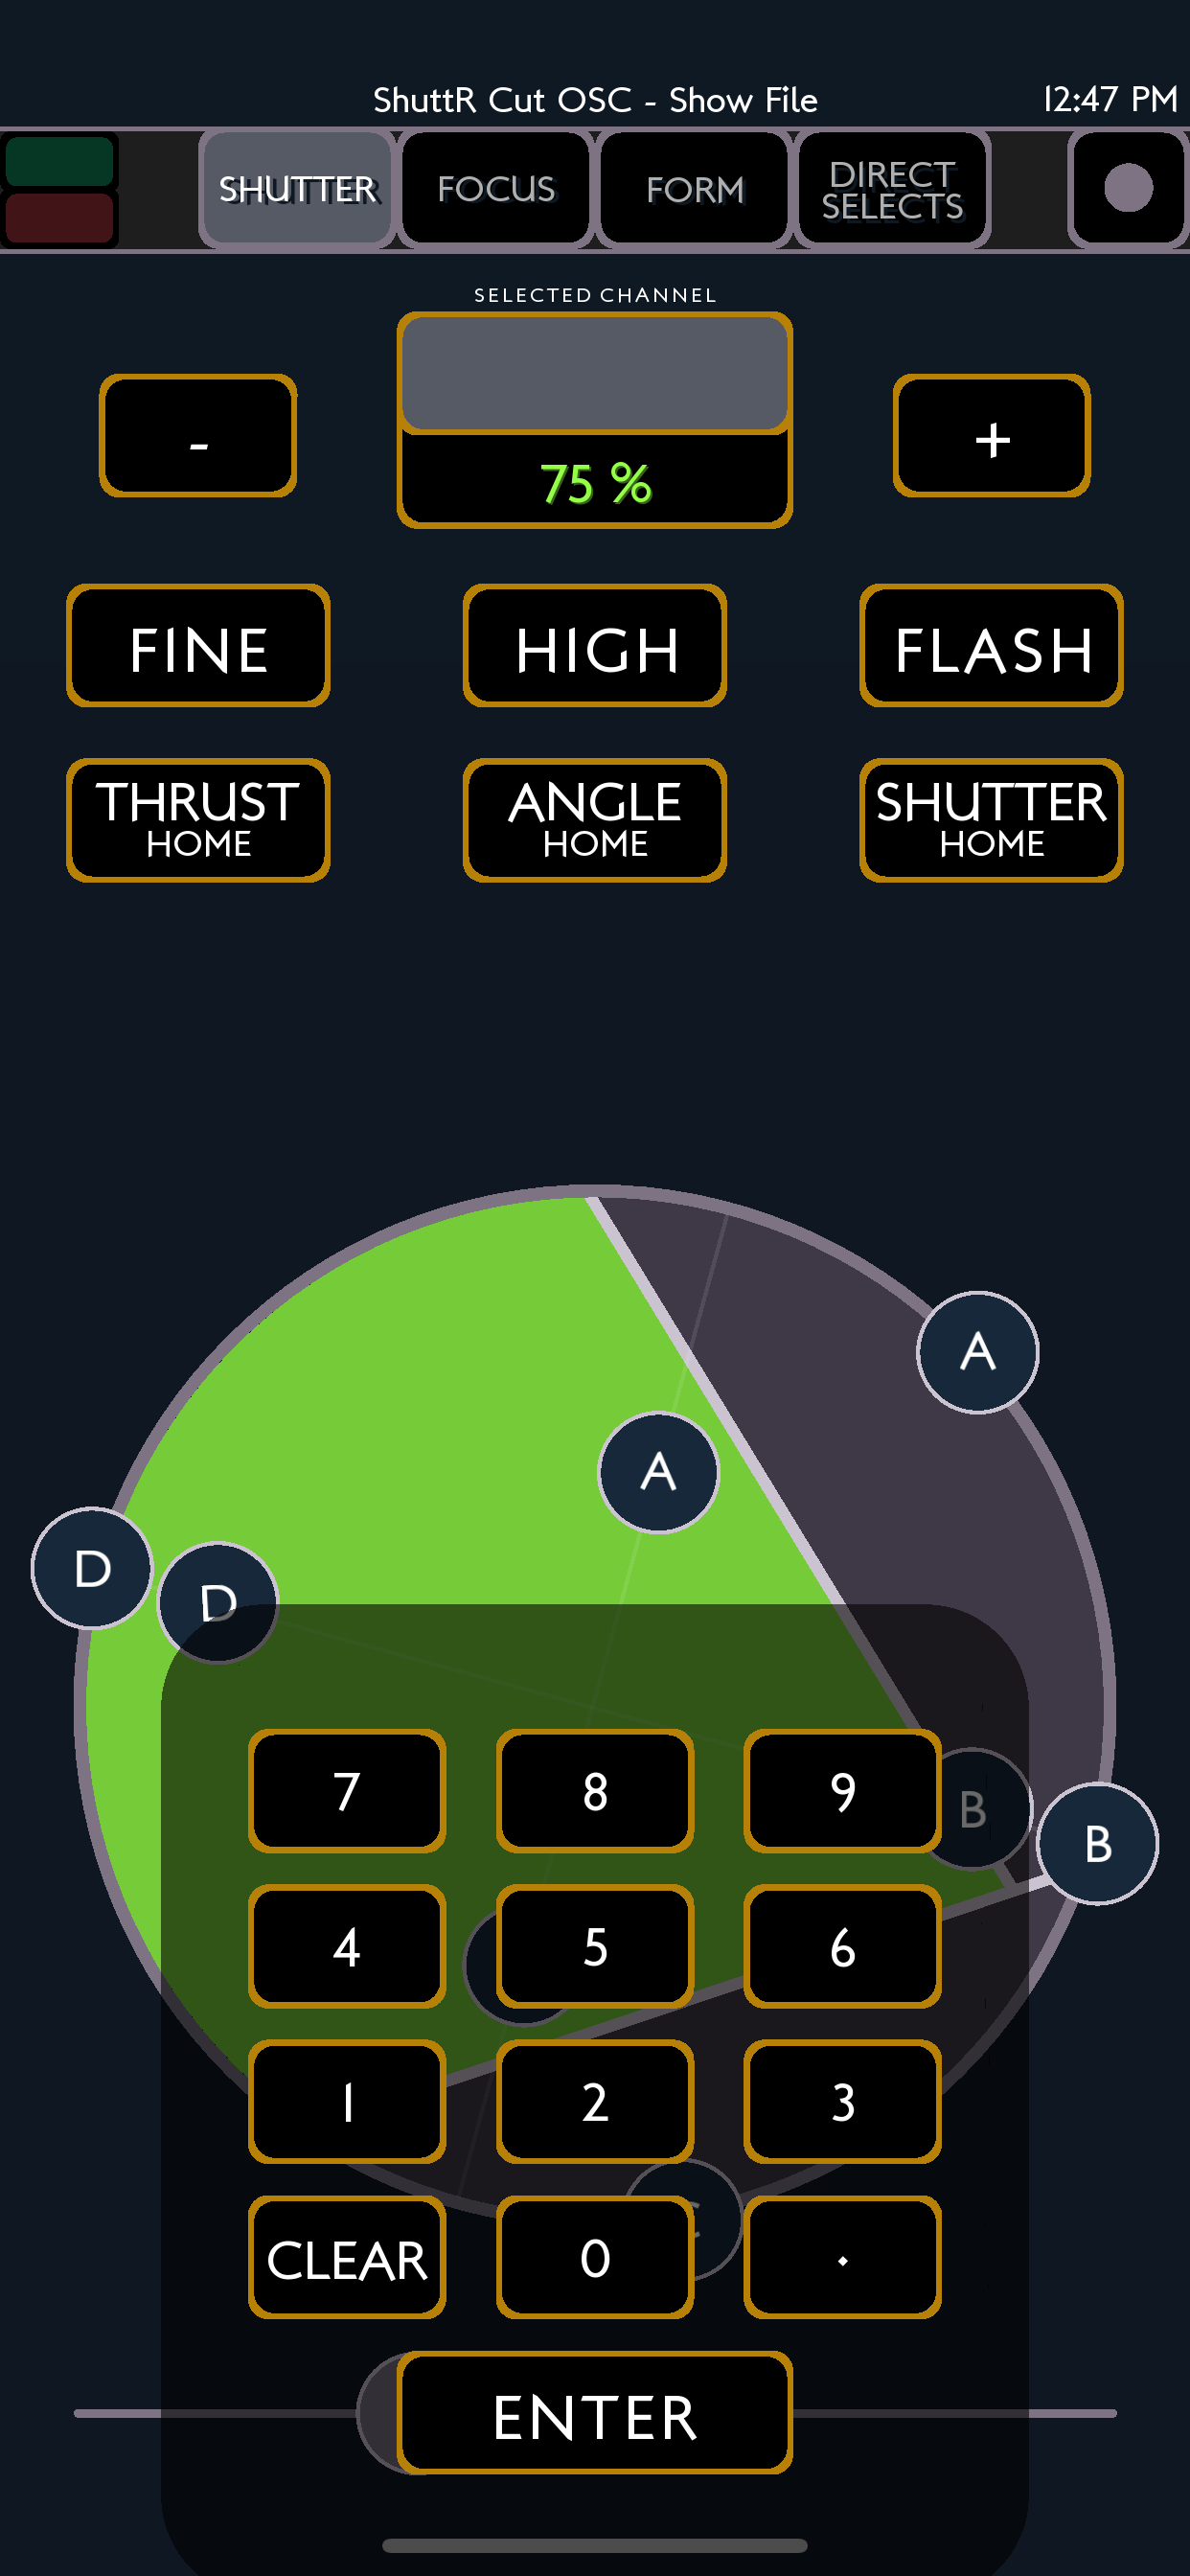 ShuttR Cut OSC - Show File
12:47 PM
SHUTTER
FOCUS
FORM
DIRECT
SELECTS
SELECTED CHANNEL
-
75 %
+
FINE
HIGH
FLASH
THRUST
HOME
ANGLE
HOME
SHUTTER
HOME
A
A
D
D
7
8
9
B
B
4
5
6
1
2
3
CLEAR
0
.
ENTER